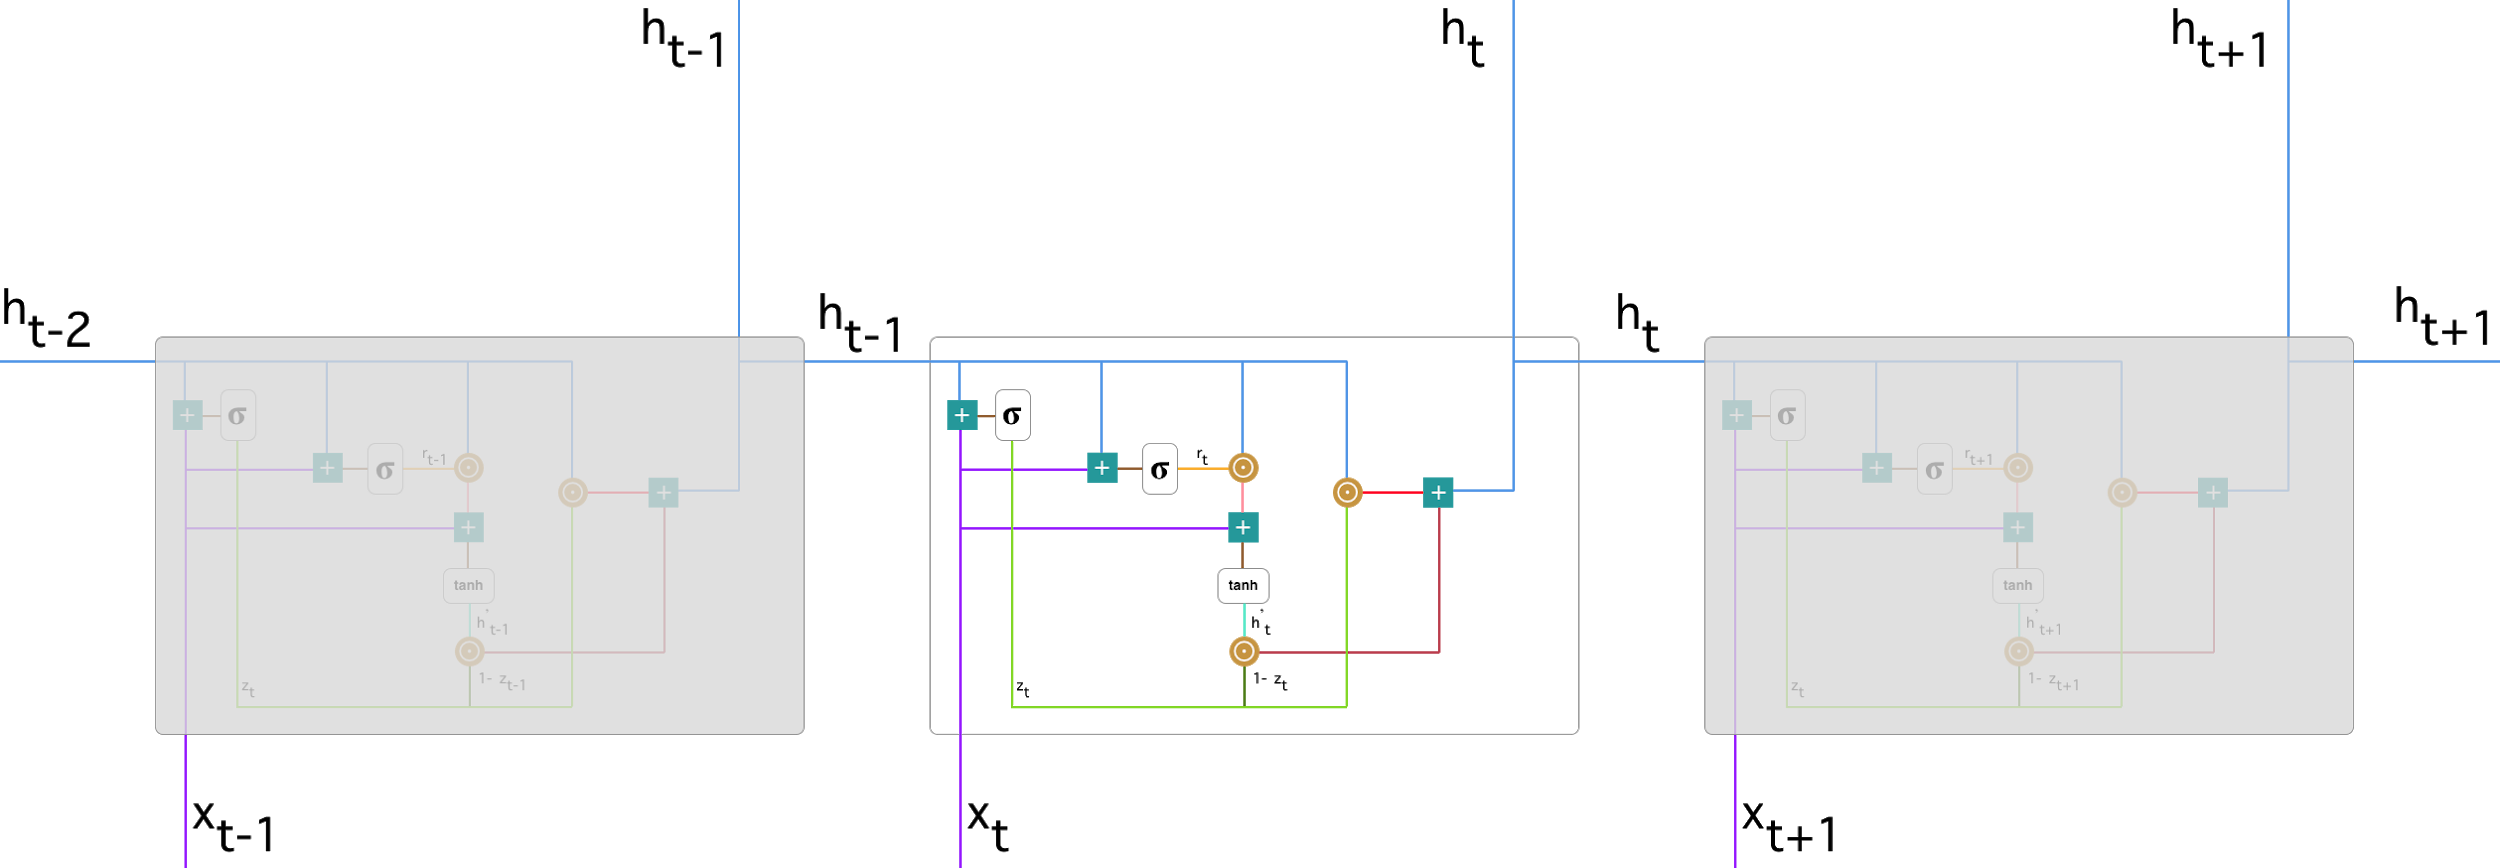 h t-1
h t
h t+1
h t-2
h t-1
h t
h t+1
+ σ
+ σ
+ σ
r t-1
r t
r t+1
+ σ
+ σ
+ σ
+
+
+
+
+
+
tanh
tanh
tanh
h' t-1
h' t
h' t+1
z t
1- z t-1
z t
1- z t
z t
1- z t+1
x t-1
x t
x t+1